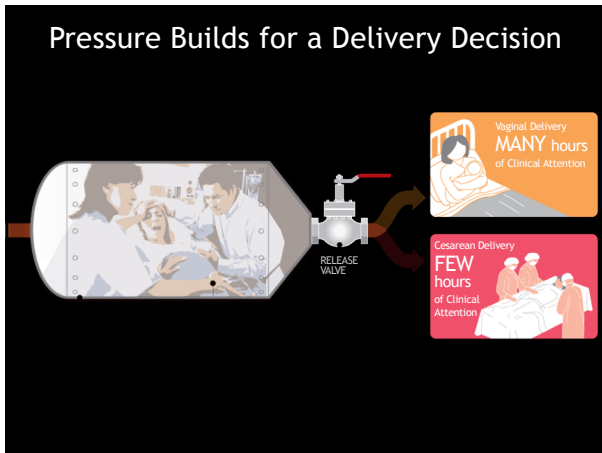 Pressure Builds for a Delivery Decision
Vaginal Delivery
MANY hours
of Clinical Attention
RELEASE
VALVE
Cesarean Delivery
FEW
hours
of Clinical
Attention